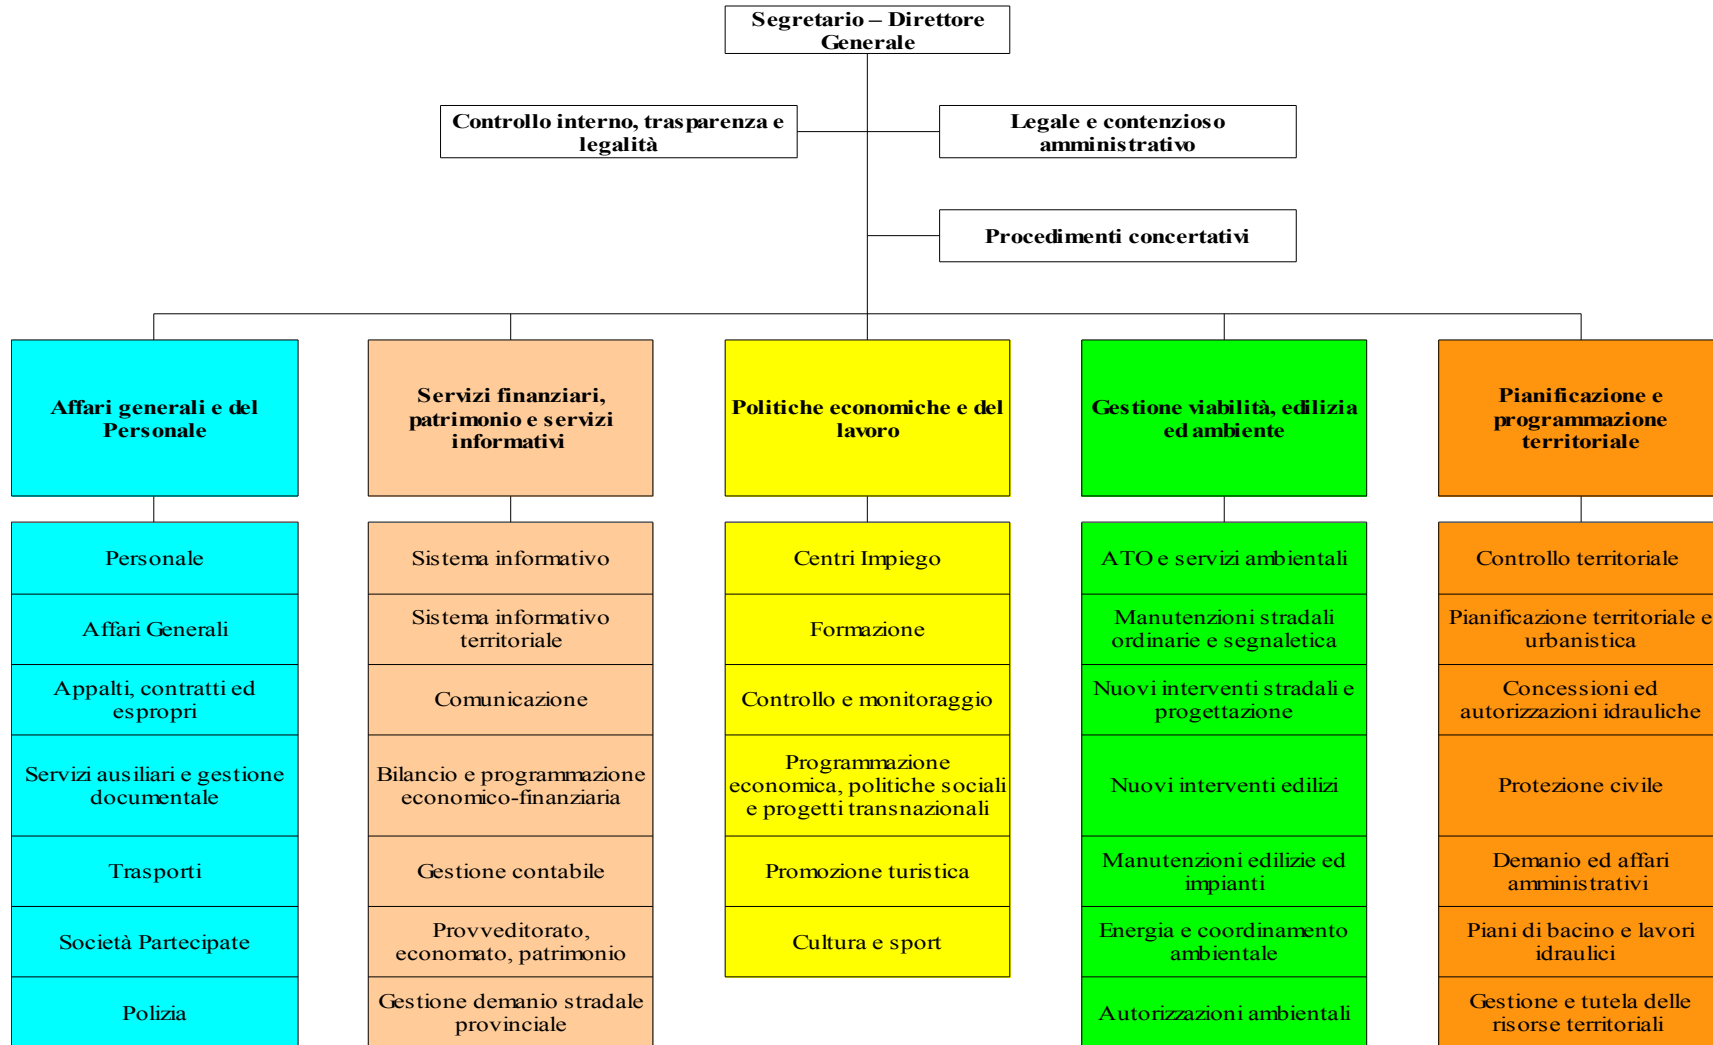 Segretario – Direttore
Generale
Controllo interno, trasparenza e
legalità
Legale e contenzioso
amministrativo
Procedimenti concertativi
Affari generali e del
Personale
Servizi finanziari,
patrimonio e servizi
informativi
Politiche economiche e del
lavoro
Gestione viabilità, edilizia
ed ambiente
Pianificazione e
programmazione
territoriale
Personale
Affari Generali
Appalti, contratti ed
espropri
Servizi ausiliari e gestione
documentale
Trasporti
Società Partecipate
Polizia
Sistema informativo
Sistema informativo
territoriale
Comunicazione
Bilancio e programmazione
economico-finanziaria
Gestione contabile
Provveditorato,
economato, patrimonio
Gestione demanio stradale
provinciale
Centri Impiego
Formazione
Controllo e monitoraggio
Programmazione
economica, politiche sociali
e progetti transnazionali
Promozione turistica
Cultura e sport
ATO e servizi ambientali
Manutenzioni stradali
ordinarie e segnaletica
Nuovi interventi stradali e
progettazione
Nuovi interventi edilizi
Manutenzioni edilizie ed
impianti
Energia e coordinamento
ambientale
Autorizzazioni ambientali
Controllo territoriale
Pianificazione territoriale e
urbanistica
Concessioni ed
autorizzazioni idrauliche
Protezione civile
Demanio ed affari
amministrativi
Piani di bacino e lavori
idraulici
Gestione e tutela delle
risorse territoriali